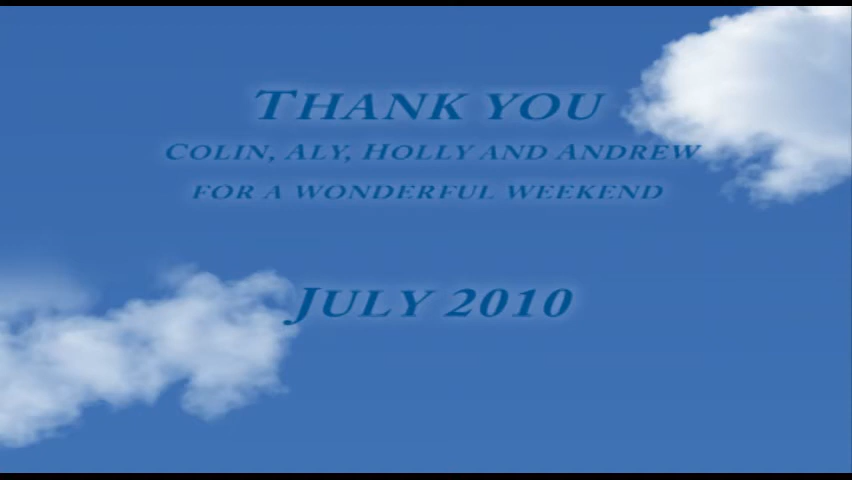 THANK YOU
COLIN, ALY, HOLLY AND ANDREW
FOR A WONDERFUL WEEKEND
JULY 2010